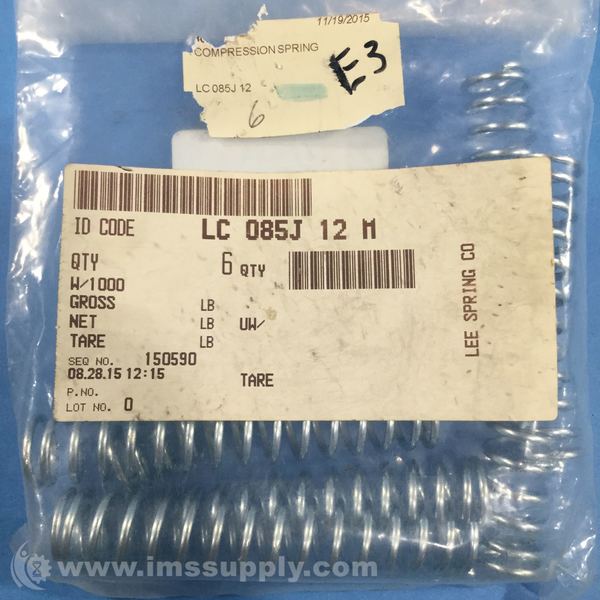 11/19/2015
COMPRESSION SPRING
LC 085J 12
E3
6
ID CODE LC 085J 12 M
QTY 6 QTY
W/1000
GROSS LB
NET LB UW/
TARE LB
SEQ NO. 150590
08.28.15 12:15 TARE
P.NO.
LOT NO. 0
LEE SPRING CO
www.imssupply.com